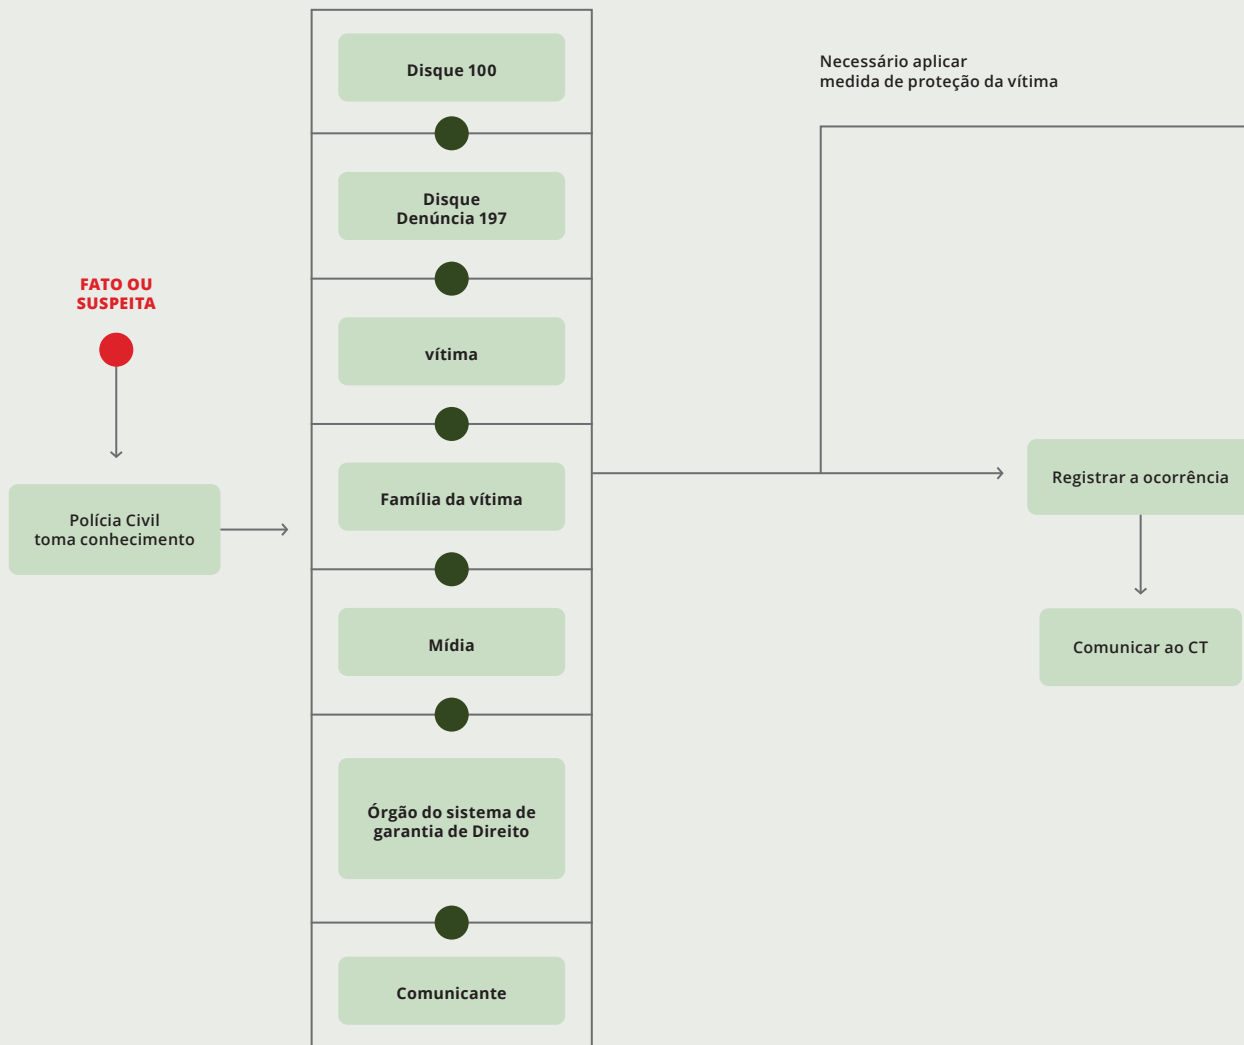 FATO OU
SUSPEITA
Polícia Civil
toma conhecimento
Disque 100
Disque
Denúncia 197
vítima
Família da vítima
Mídia
Órgão do sistema de
garantia de Direito
Comunicante
Necessário aplicar
medida de proteção da vítima
Registrar a ocorrência
Comunicar ao CT